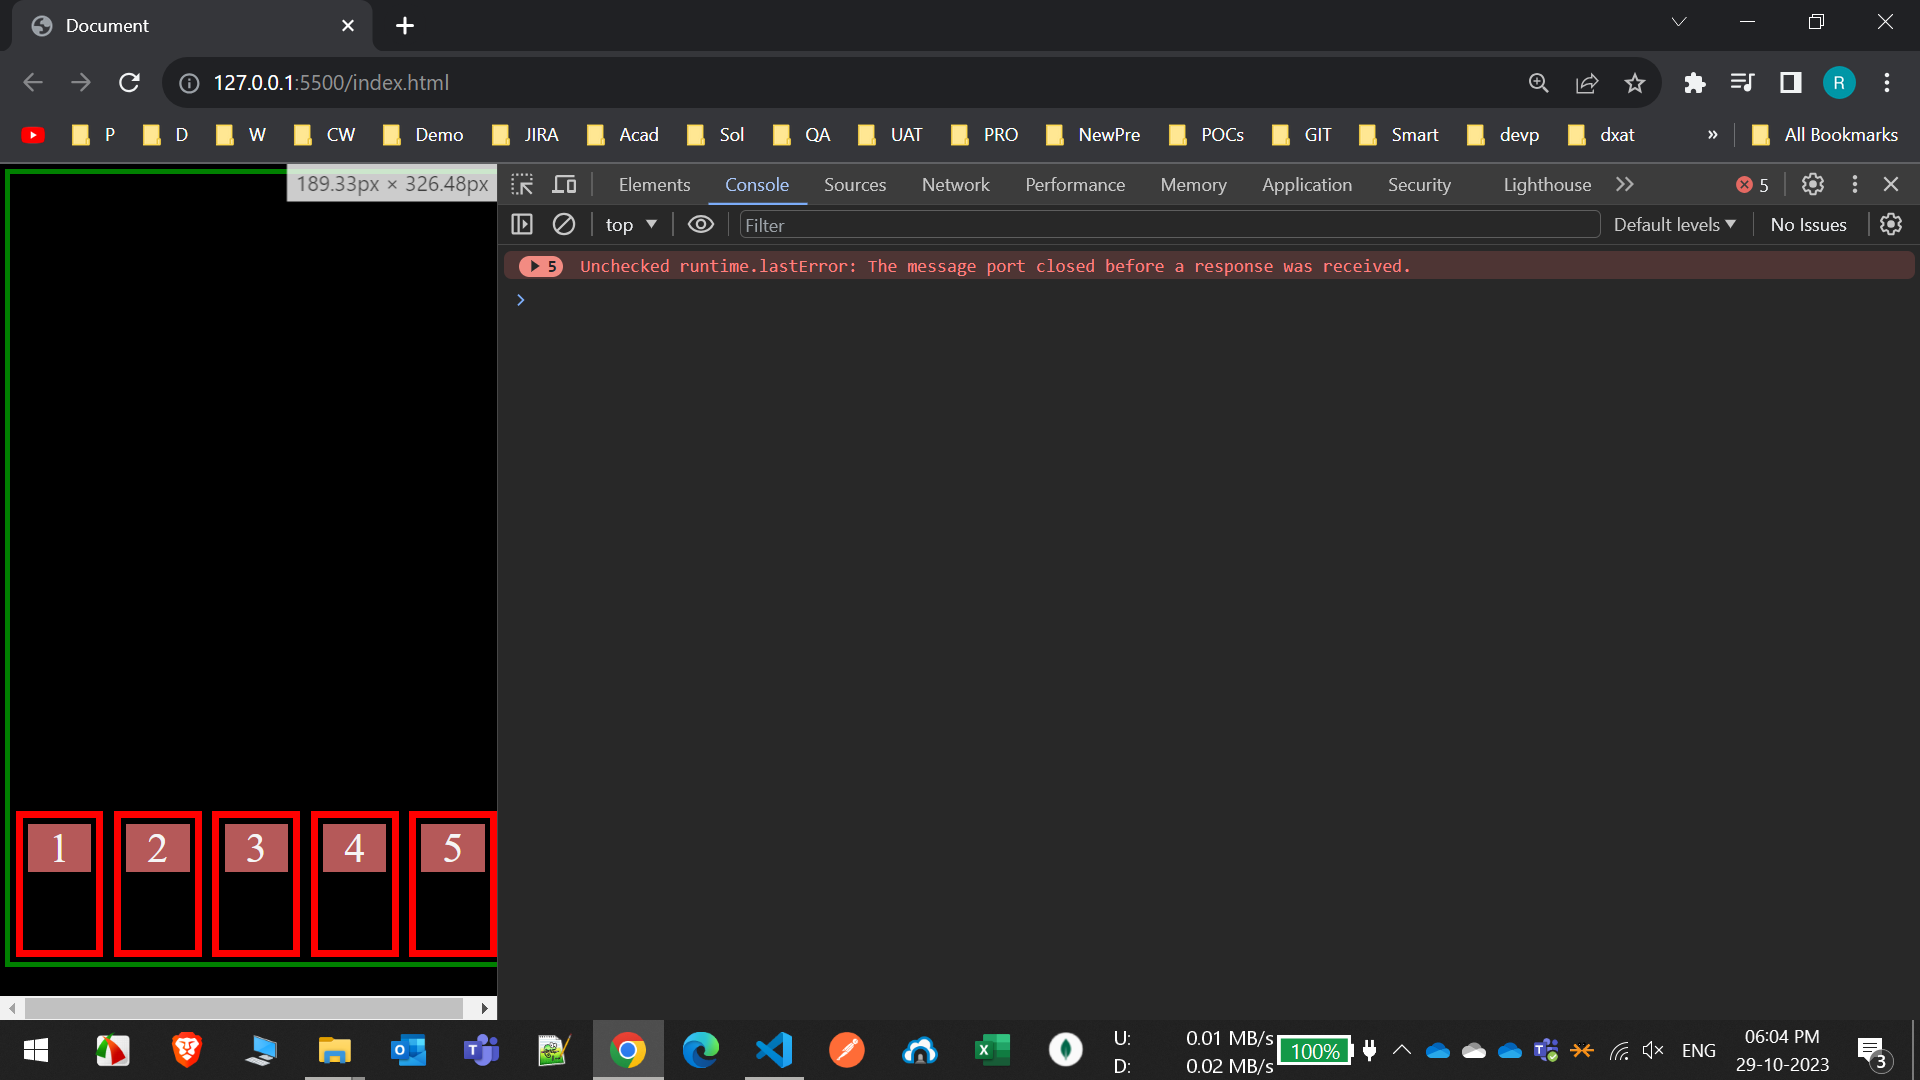 Document
127.0.0.1:5500/index.html
R
P D W CW Demo JIRA Acad Sol QA UAT PRO NewPre POCs GIT Smart devp dxat » All Bookmarks
189.33px × 326.48px
Elements Console Sources Network Performance Memory Application Security Lighthouse 5
top Filter Default levels No Issues
5 Unchecked runtime.lastError: The message port closed before a response was received.
1 2 3 4 5
U: 0.01 MB/s
D: 0.02 MB/s
100%
ENG
06:04 PM
29-10-2023
3